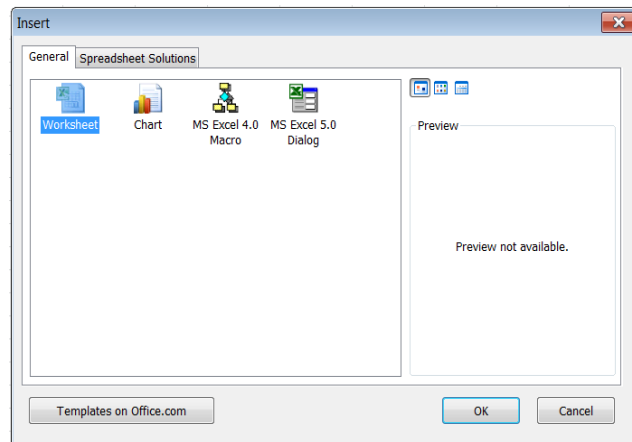 Insert
General Spreadsheet Solutions
Worksheet Chart MS Excel 4.0 MS Excel 5.0
Macro Dialog
Preview
Preview not available.
Templates on Office.com OK Cancel